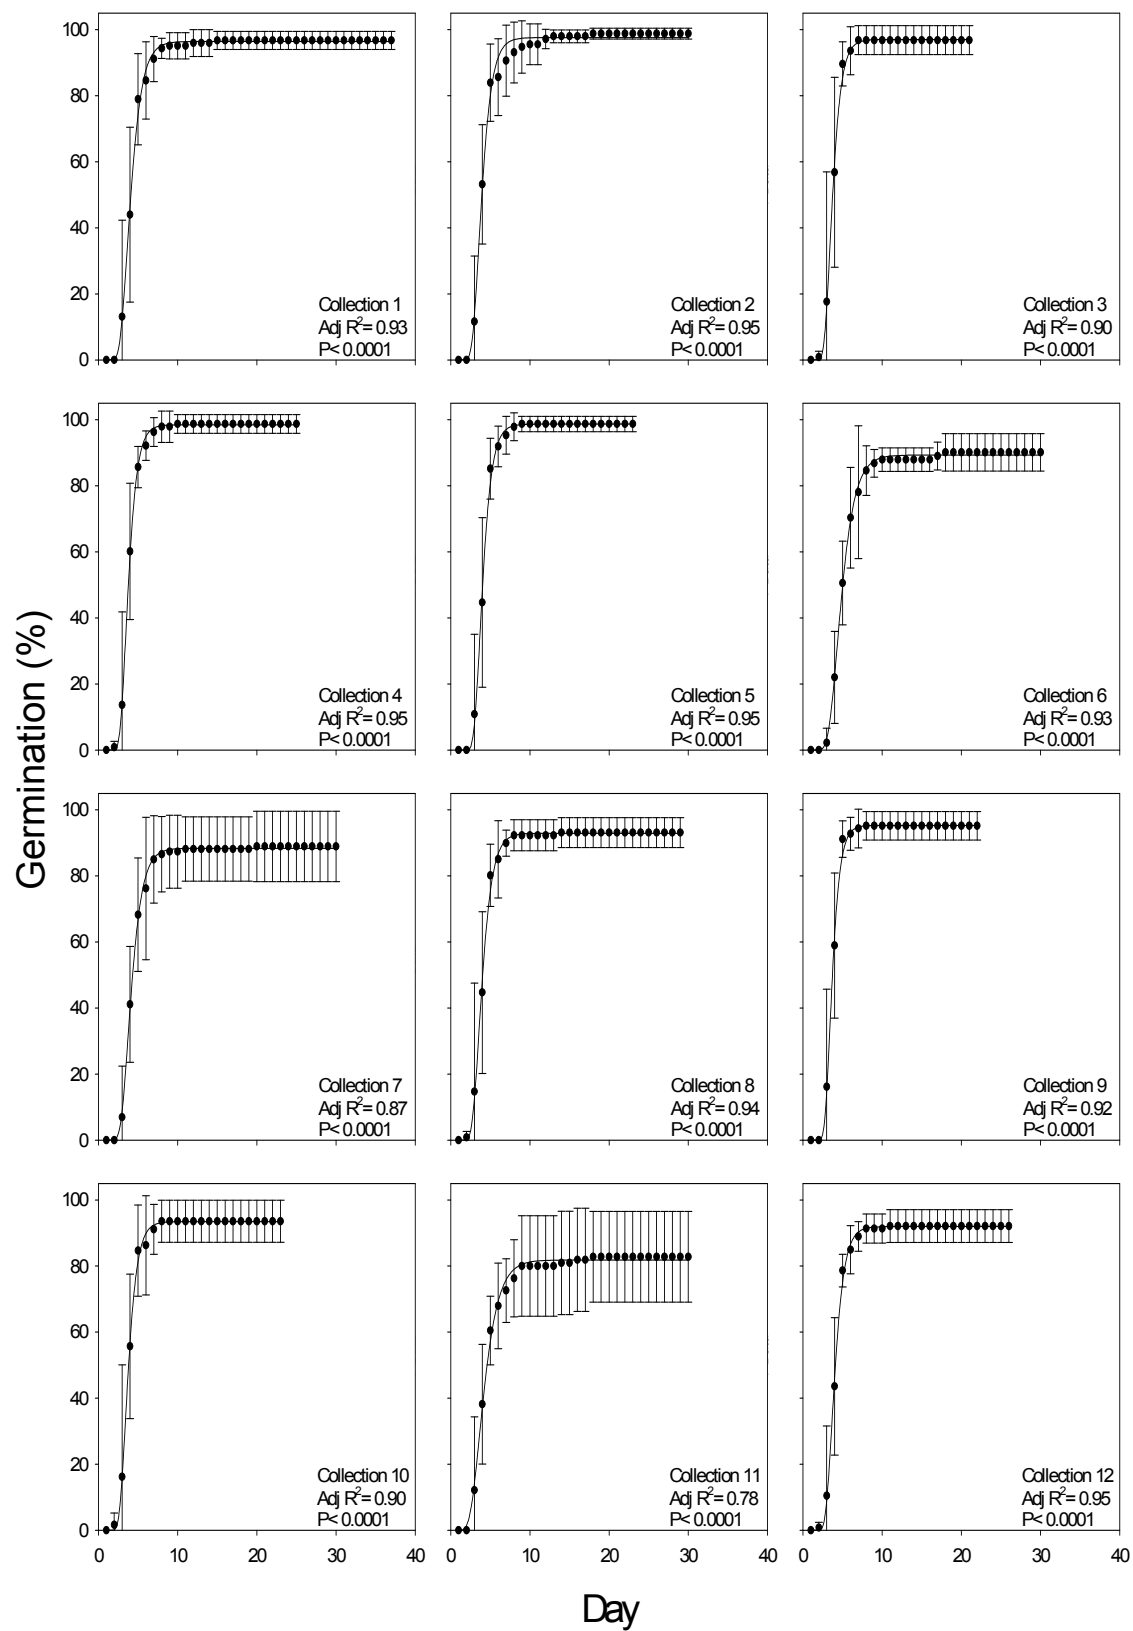 Germination (%)
100
80
60
40
20
0
Collection 1
Adj R²= 0.93
P< 0.0001
Collection 2
Adj R²= 0.95
P< 0.0001
Collection 3
Adj R²= 0.90
P< 0.0001
100
80
60
40
20
0
Collection 4
Adj R²= 0.95
P< 0.0001
Collection 5
Adj R²= 0.95
P< 0.0001
Collection 6
Adj R²= 0.93
P< 0.0001
100
80
60
40
20
0
Collection 7
Adj R²= 0.87
P< 0.0001
Collection 8
Adj R²= 0.94
P< 0.0001
Collection 9
Adj R²= 0.92
P< 0.0001
100
80
60
40
20
0
Collection 10
Adj R²= 0.90
P< 0.0001
Collection 11
Adj R²= 0.78
P< 0.0001
Collection 12
Adj R²= 0.95
P< 0.0001
0 10 20 30 40
0 10 20 30 40
0 10 20 30 40
Day